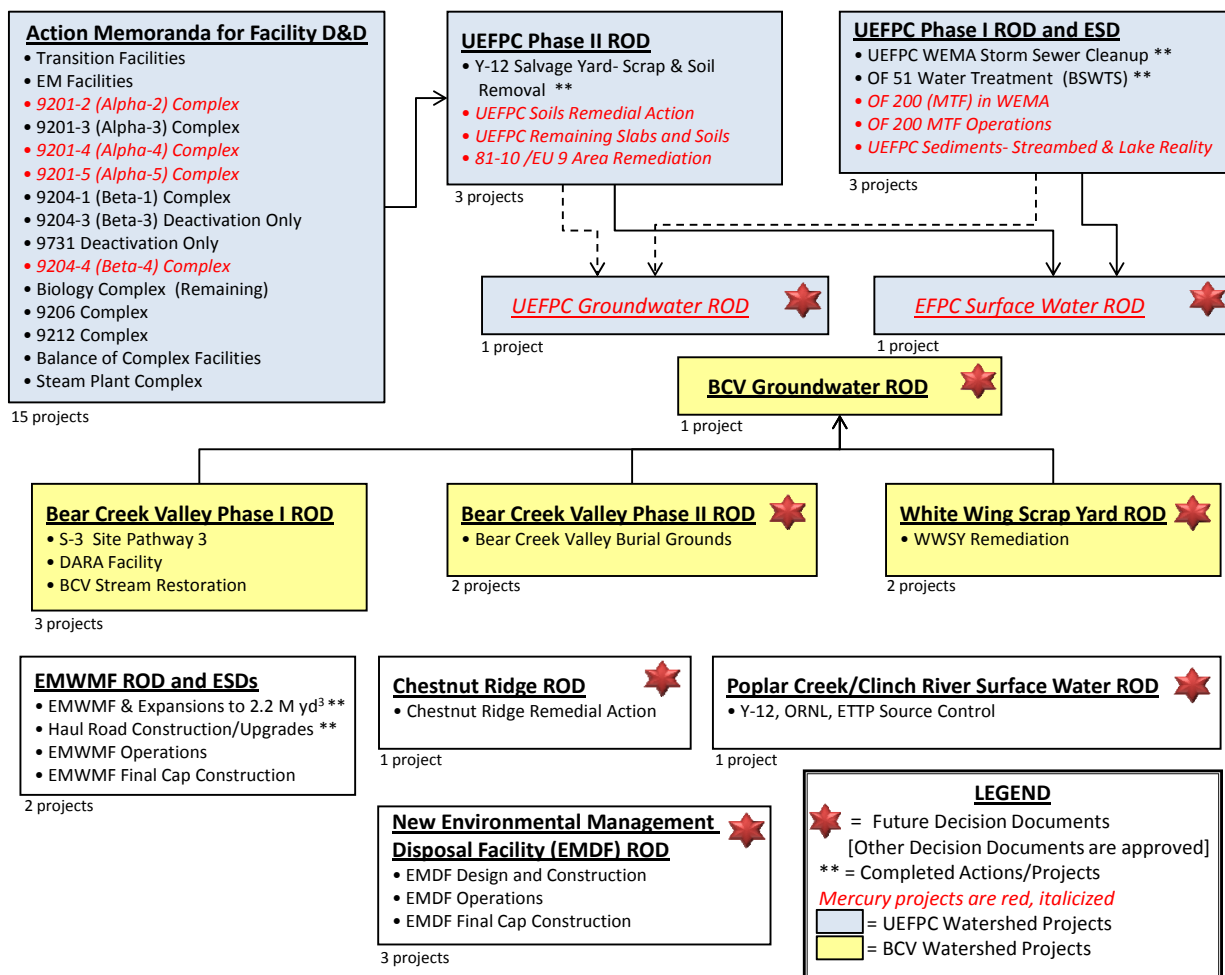 Action Memoranda for Facility D&D
• Transition Facilities
• EM Facilities
• 9201-2 (Alpha-2) Complex
• 9201-3 (Alpha-3) Complex
• 9201-4 (Alpha-4) Complex
• 9201-5 (Alpha-5) Complex
• 9204-1 (Beta-1) Complex
• 9204-3 (Beta-3) Deactivation Only
• 9731 Deactivation Only
• 9204-4 (Beta-4) Complex
• Biology Complex (Remaining)
• 9206 Complex
• 9212 Complex
• Balance of Complex Facilities
• Steam Plant Complex
15 projects
UEFPC Phase II ROD
• Y-12 Salvage Yard- Scrap & Soil
Removal **
• UEFPC Soils Remedial Action
• UEFPC Remaining Slabs and Soils
• 81-10 /EU 9 Area Remediation
3 projects
UEFPC Phase I ROD and ESD
• UEFPC WEMA Storm Sewer Cleanup **
• OF 51 Water Treatment (BSWTS) **
• OF 200 (MTF) in WEMA
• OF 200 MTF Operations
• UEFPC Sediments- Streambed & Lake Reality
3 projects
UEFPC Groundwater ROD
1 project
EFPC Surface Water ROD
1 project
BCV Groundwater ROD
1 project
Bear Creek Valley Phase I ROD
• S-3 Site Pathway 3
• DARA Facility
• BCV Stream Restoration
3 projects
Bear Creek Valley Phase II ROD
• Bear Creek Valley Burial Grounds
2 projects
White Wing Scrap Yard ROD
• WWSY Remediation
2 projects
EMWMF ROD and ESDs
• EMWMF & Expansions to 2.2 M yd³ **
• Haul Road Construction/Upgrades **
• EMWMF Operations
• EMWMF Final Cap Construction
2 projects
Chestnut Ridge ROD
• Chestnut Ridge Remedial Action
1 project
Poplar Creek/Clinch River Surface Water ROD
• Y-12, ORNL, ETTP Source Control
1 project
New Environmental Management
Disposal Facility (EMDF) ROD
• EMDF Design and Construction
• EMDF Operations
• EMDF Final Cap Construction
3 projects
LEGEND
= Future Decision Documents
[Other Decision Documents are approved]
** = Completed Actions/Projects
Mercury projects are red, italicized
= UEFPC Watershed Projects
= BCV Watershed Projects